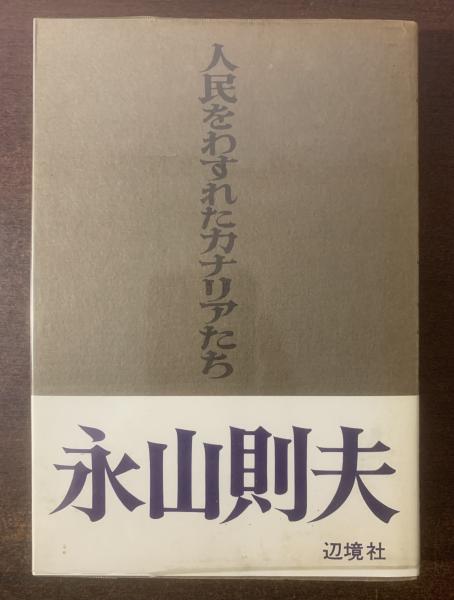 人民をわすれたカナリアたち
永山則夫
辺境社